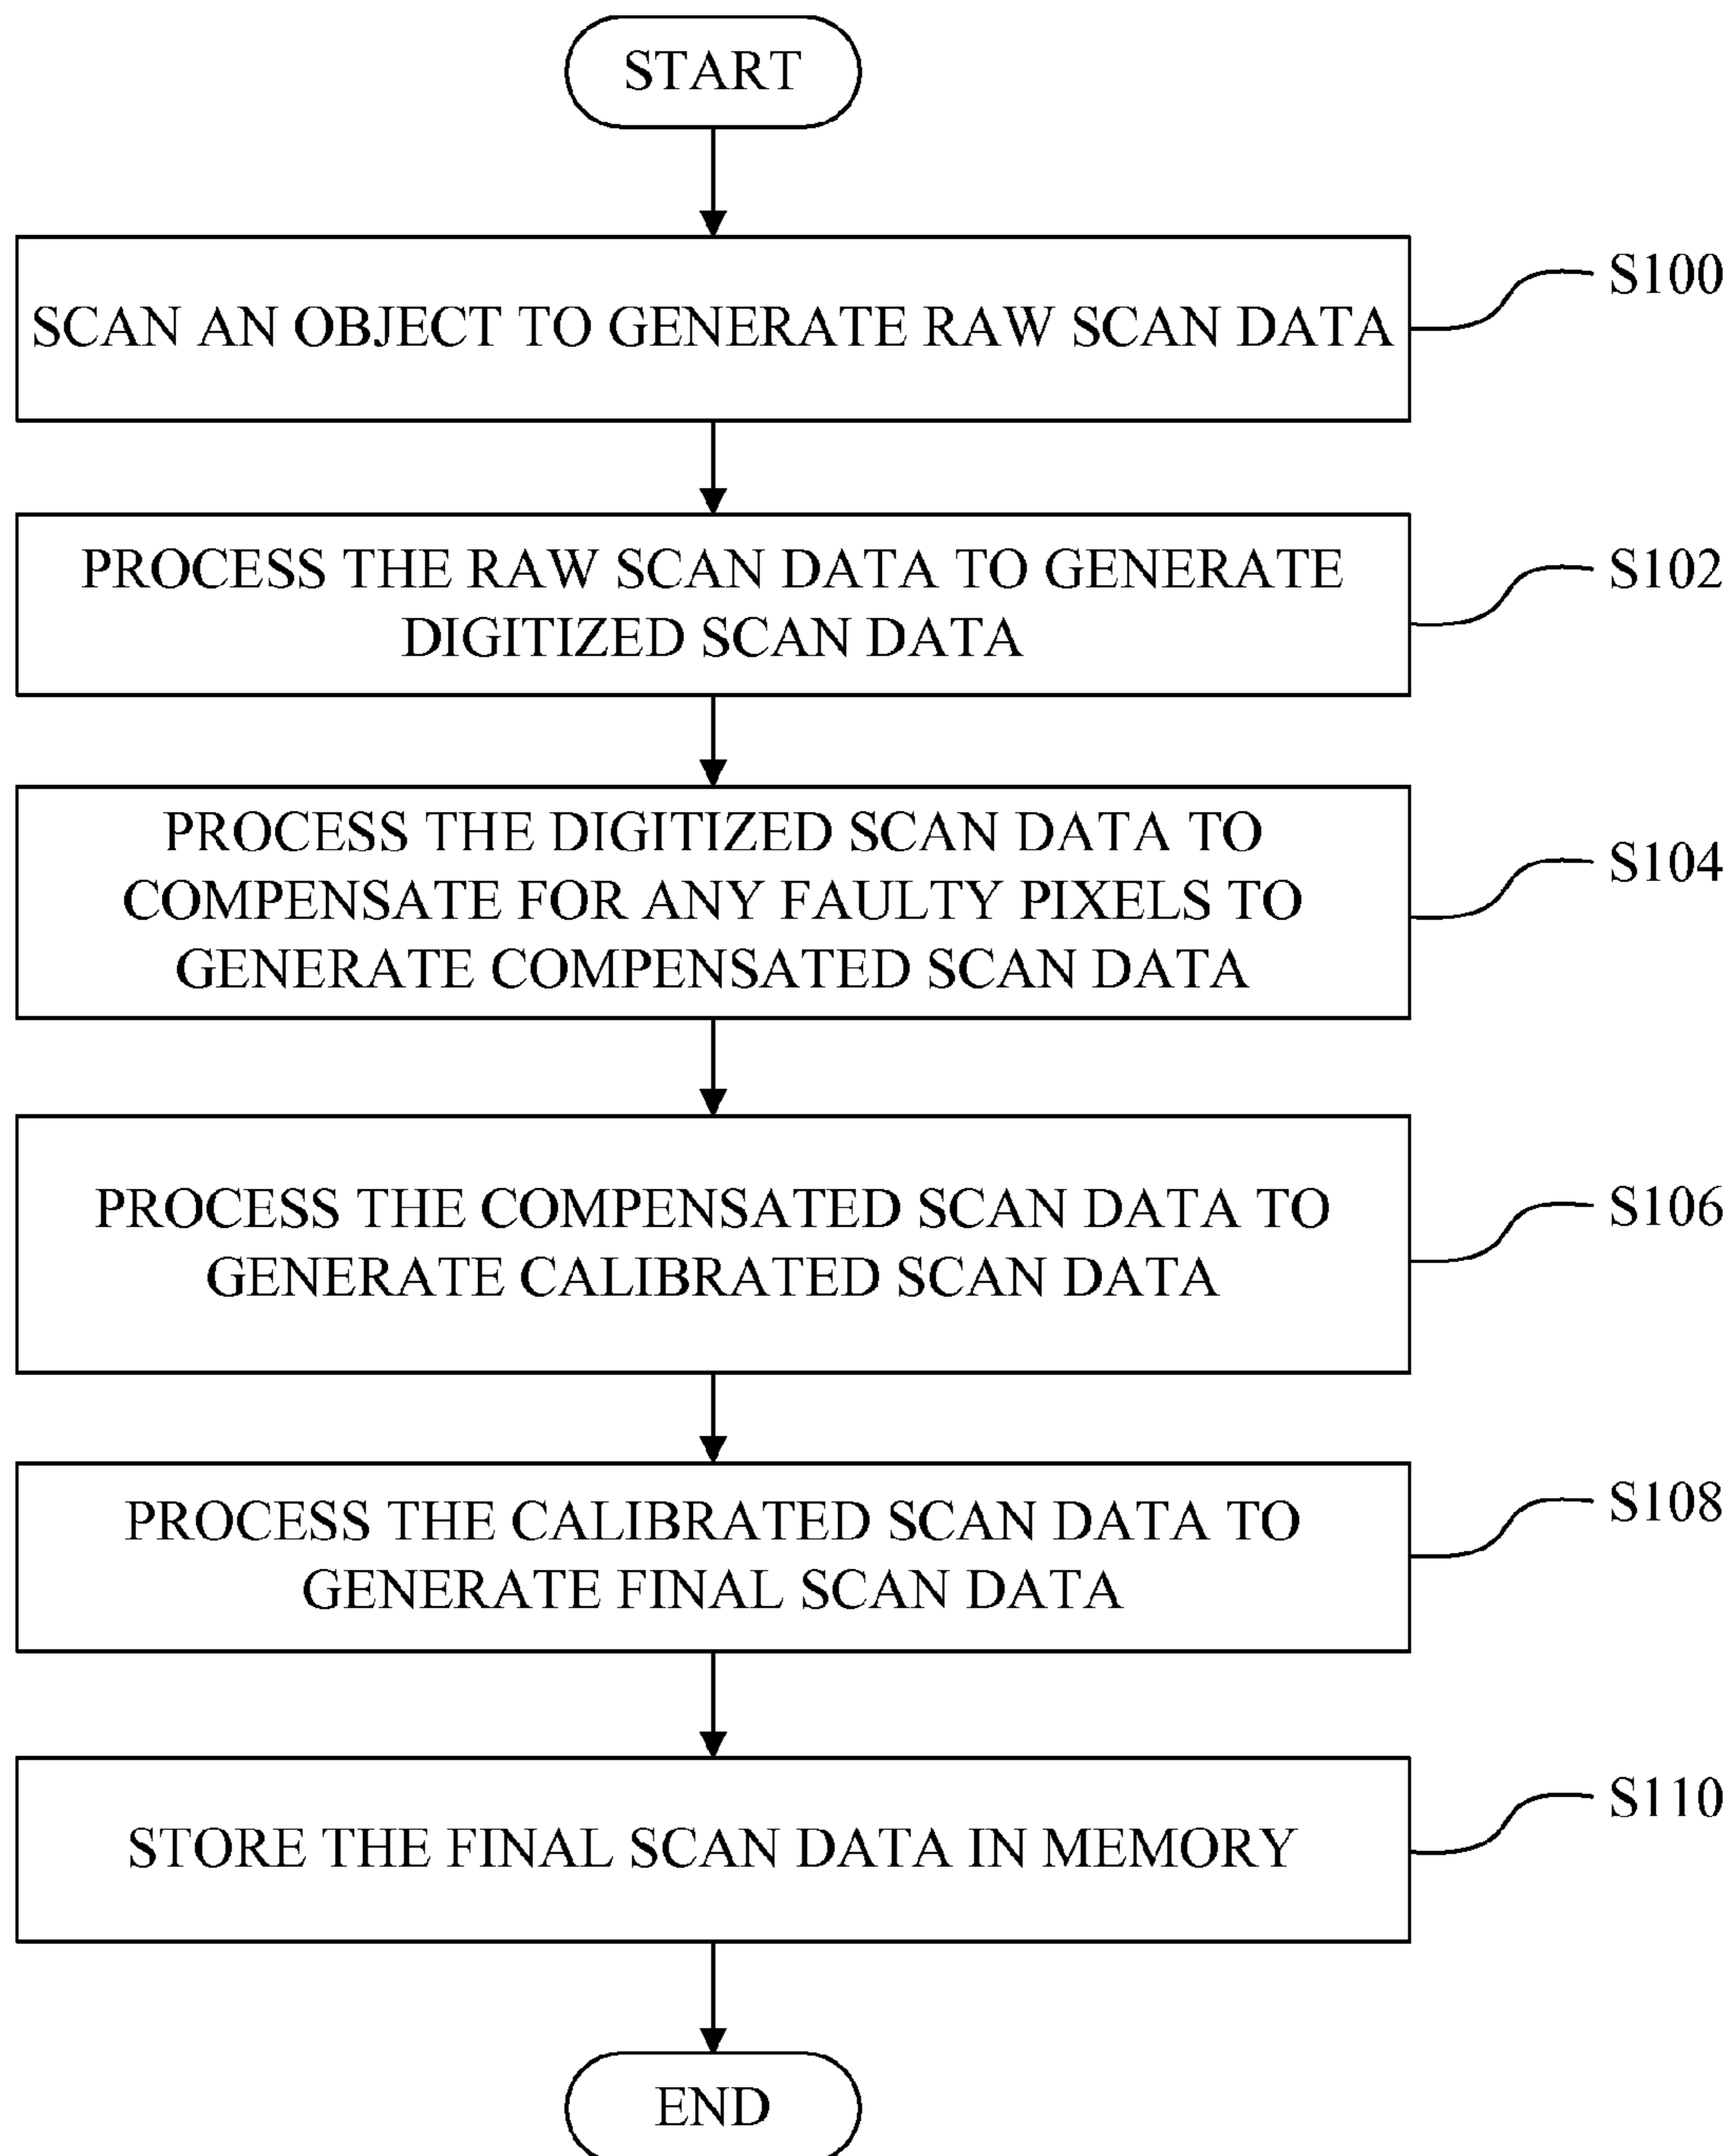 START
SCAN AN OBJECT TO GENERATE RAW SCAN DATA
S100
PROCESS THE RAW SCAN DATA TO GENERATE
DIGITIZED SCAN DATA
S102
PROCESS THE DIGITIZED SCAN DATA TO
COMPENSATE FOR ANY FAULTY PIXELS TO
GENERATE COMPENSATED SCAN DATA
S104
PROCESS THE COMPENSATED SCAN DATA TO
GENERATE CALIBRATED SCAN DATA
S106
PROCESS THE CALIBRATED SCAN DATA TO
GENERATE FINAL SCAN DATA
S108
STORE THE FINAL SCAN DATA IN MEMORY
S110
END